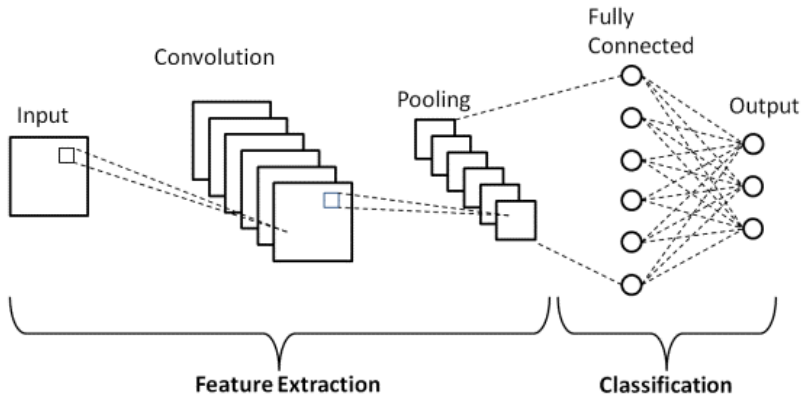 Input
Convolution
Pooling
Fully
Connected
Output
Feature Extraction
Classification